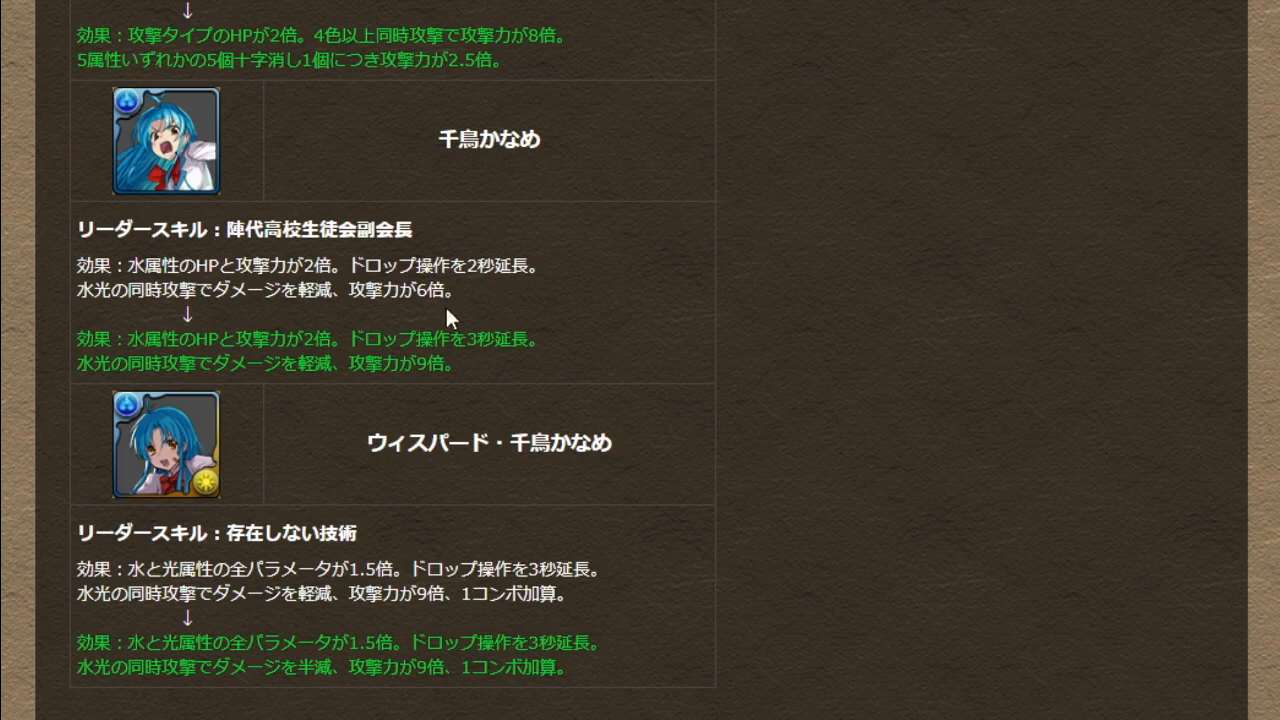 ↓
効果：攻撃タイプのHPが2倍。4色以上同時攻撃で攻撃力が8倍。
5属性いずれかの5個十字消し1個につき攻撃力が2.5倍。
千鳥かなめ
リーダースキル：陣代高校生徒会副会長
効果：水属性のHPと攻撃力が2倍。ドロップ操作を2秒延長。
水光の同時攻撃でダメージを軽減、攻撃力が6倍。
↓
効果：水属性のHPと攻撃力が2倍。ドロップ操作を3秒延長。
水光の同時攻撃でダメージを軽減、攻撃力が9倍。
ウィスパード・千鳥かなめ
リーダースキル：存在しない技術
効果：水と光属性の全パラメータが1.5倍。ドロップ操作を3秒延長。
水光の同時攻撃でダメージを軽減、攻撃力が9倍、1コンボ加算。
↓
効果：水と光属性の全パラメータが1.5倍。ドロップ操作を3秒延長。
水光の同時攻撃でダメージを半減、攻撃力が9倍、1コンボ加算。